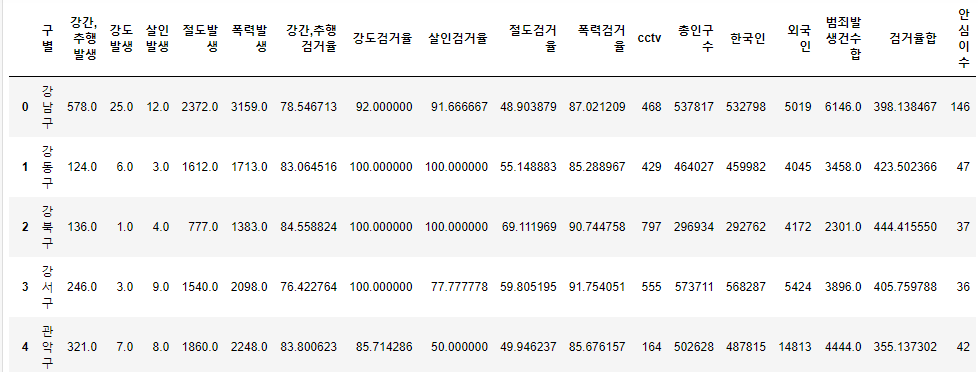 구별 강간,추행발생 강도발생 살인발생 절도발생 폭력발생 강간,추행검거율 강도검거율 살인검거율 절도검거율 폭력검거율 cctv 총인구수 한국인 외국인 범죄발생건수합 검거율합 안심이수
0 강남구 578.0 25.0 12.0 2372.0 3159.0 78.546713 92.000000 91.666667 48.903879 87.021209 468 537817 532798 5019 6146.0 398.138467 146
1 강동구 124.0 6.0 3.0 1612.0 1713.0 83.064516 100.000000 100.000000 55.148883 85.288967 429 464027 459982 4045 3458.0 423.502366 47
2 강북구 136.0 1.0 4.0 777.0 1383.0 84.558824 100.000000 100.000000 69.111969 90.744758 797 296934 292762 4172 2301.0 444.415550 37
3 강서구 246.0 3.0 9.0 1540.0 2098.0 76.422764 100.000000 77.777778 59.805195 91.754051 555 573711 568287 5424 3896.0 405.759788 36
4 관악구 321.0 7.0 8.0 1860.0 2248.0 83.800623 85.714286 50.000000 49.946237 85.676157 164 502628 487815 14813 4444.0 355.137302 42